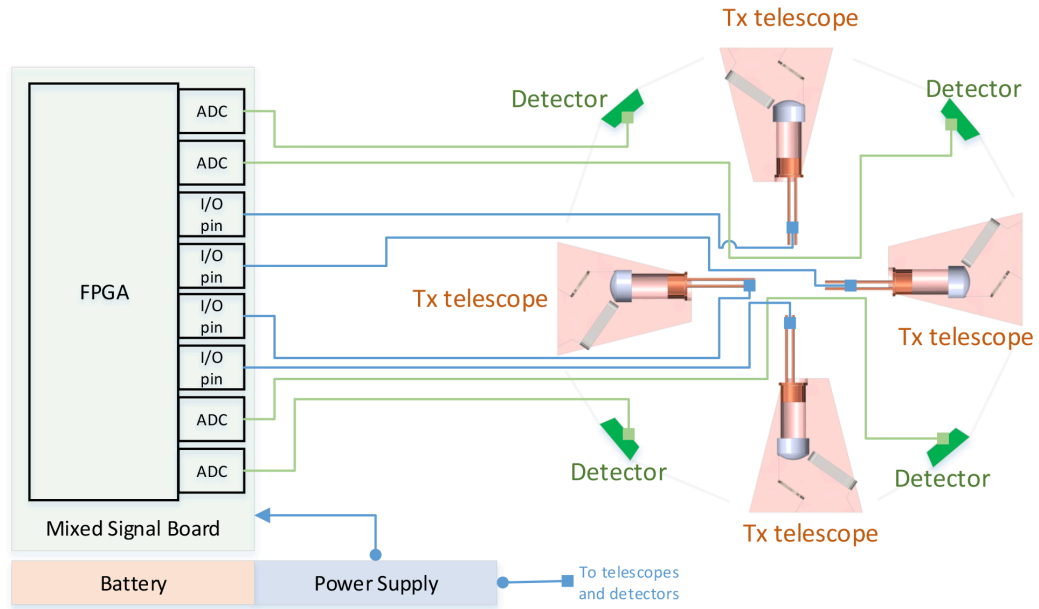 Tx telescope
Detector
Detector
ADC
ADC
I/O
pin
I/O
pin
FPGA
Tx telescope
I/O
pin
Tx telescope
I/O
pin
ADC
ADC
Detector
Detector
Mixed Signal Board
Tx telescope
Battery
Power Supply
To telescopes
and detectors